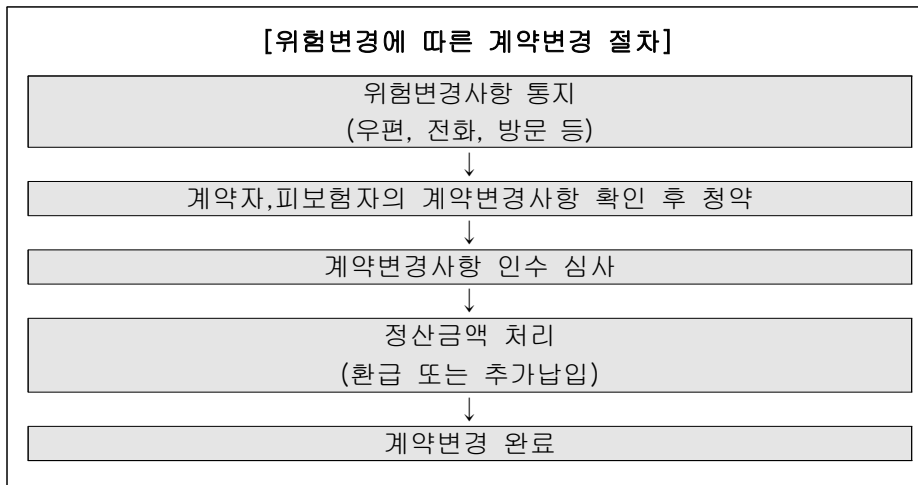 [위험변경에 따른 계약변경 절차]
위험변경사항 통지
(우편, 전화, 방문 등)
↓
계약자,피보험자의 계약변경사항 확인 후 청약
↓
계약변경사항 인수 심사
↓
정산금액 처리
(환급 또는 추가납입)
↓
계약변경 완료